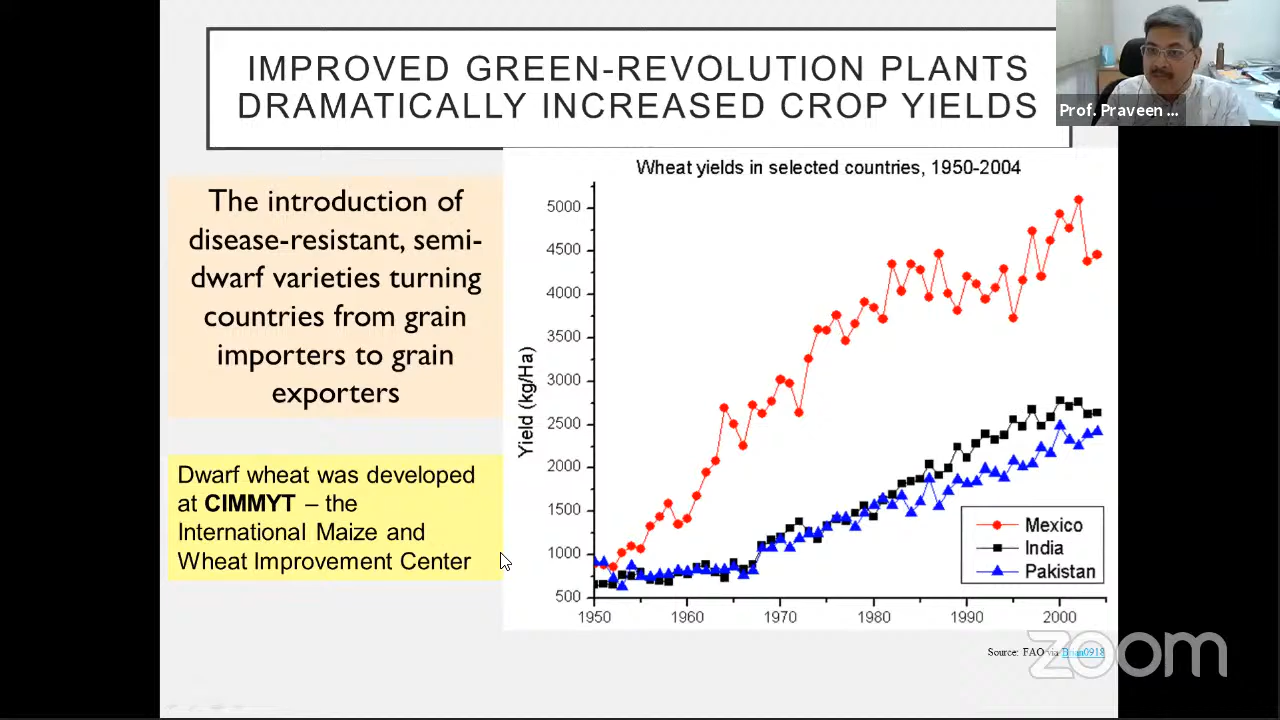 IMPROVED GREEN-REVOLUTION PLANTS
DRAMATICALLY INCREASED CROP YIELDS
Prof. Praveen ...
The introduction of
disease-resistant, semi-
dwarf varieties turning
countries from grain
importers to grain
exporters
Dwarf wheat was developed
at CIMMYT – the
International Maize and
Wheat Improvement Center
Wheat yields in selected countries, 1950-2004
Yield (kg/Ha)
5000
4500
4000
3500
3000
2500
2000
1500
1000
500
1950 1960 1970 1980 1990 2000
Mexico
India
Pakistan
Source: FAO via Brian0918
zoom